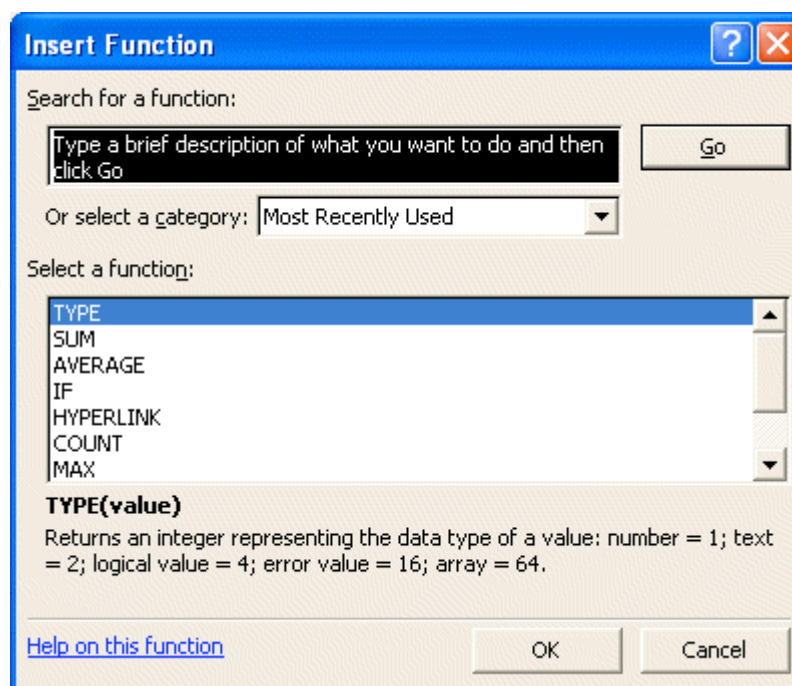 Insert Function
Search for a function:
Type a brief description of what you want to do and then
click Go
Go
Or select a category: Most Recently Used
Select a function:
TYPE
SUM
AVERAGE
IF
HYPERLINK
COUNT
MAX
TYPE(value)
Returns an integer representing the data type of a value: number = 1; text
= 2; logical value = 4; error value = 16; array = 64.
Help on this function
OK
Cancel